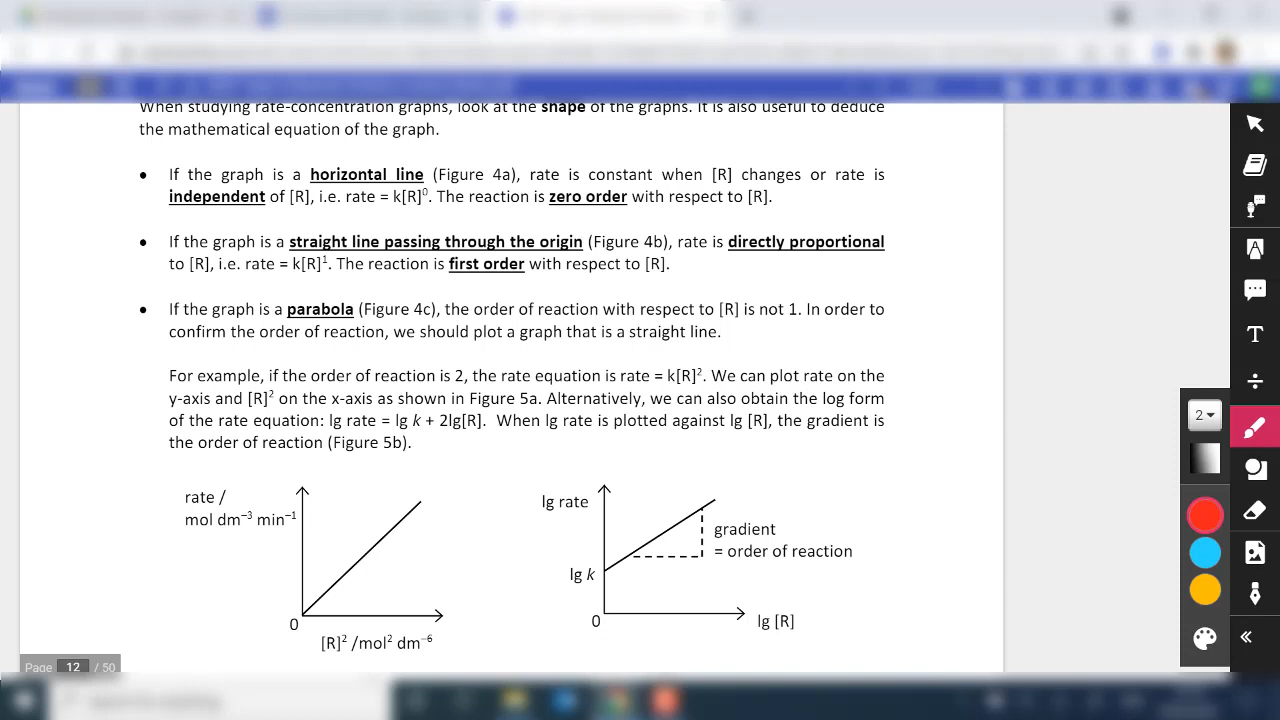 When studying rate-concentration graphs, look at the shape of the graphs. It is also useful to deduce
the mathematical equation of the graph.
• If the graph is a horizontal line (Figure 4a), rate is constant when [R] changes or rate is
independent of [R], i.e. rate = k[R]⁰. The reaction is zero order with respect to [R].
• If the graph is a straight line passing through the origin (Figure 4b), rate is directly proportional
to [R], i.e. rate = k[R]¹. The reaction is first order with respect to [R].
• If the graph is a parabola (Figure 4c), the order of reaction with respect to [R] is not 1. In order to
confirm the order of reaction, we should plot a graph that is a straight line.
For example, if the order of reaction is 2, the rate equation is rate = k[R]². We can plot rate on the
y-axis and [R]² on the x-axis as shown in Figure 5a. Alternatively, we can also obtain the log form
of the rate equation: lg rate = lg k + 2lg[R]. When lg rate is plotted against lg [R], the gradient is
the order of reaction (Figure 5b).
rate /
mol dm⁻³ min⁻¹
0
[R]² /mol² dm⁻⁶
lg rate
gradient
= order of reaction
lg k
0
lg [R]
Page 12 / 50
2
T